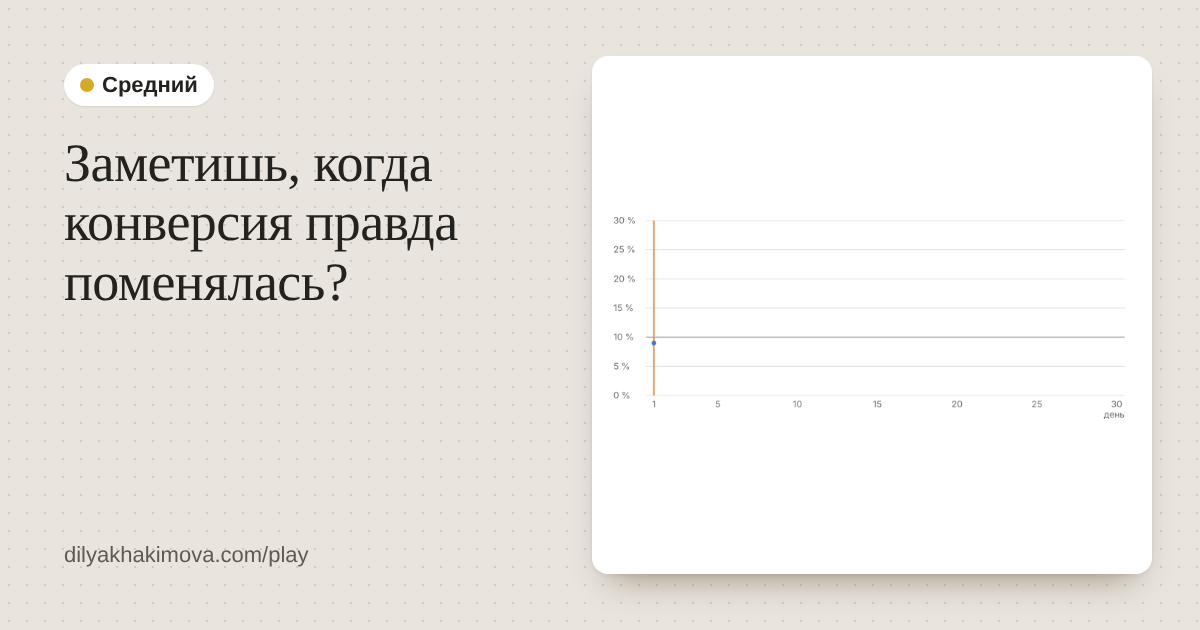 Средний
Заметишь, когда
конверсия правда
поменялась?
dilyakhakimova.com/play
30 %
25 %
20 %
15 %
10 %
5 %
0 %
1 5 10 15 20 25 30
день